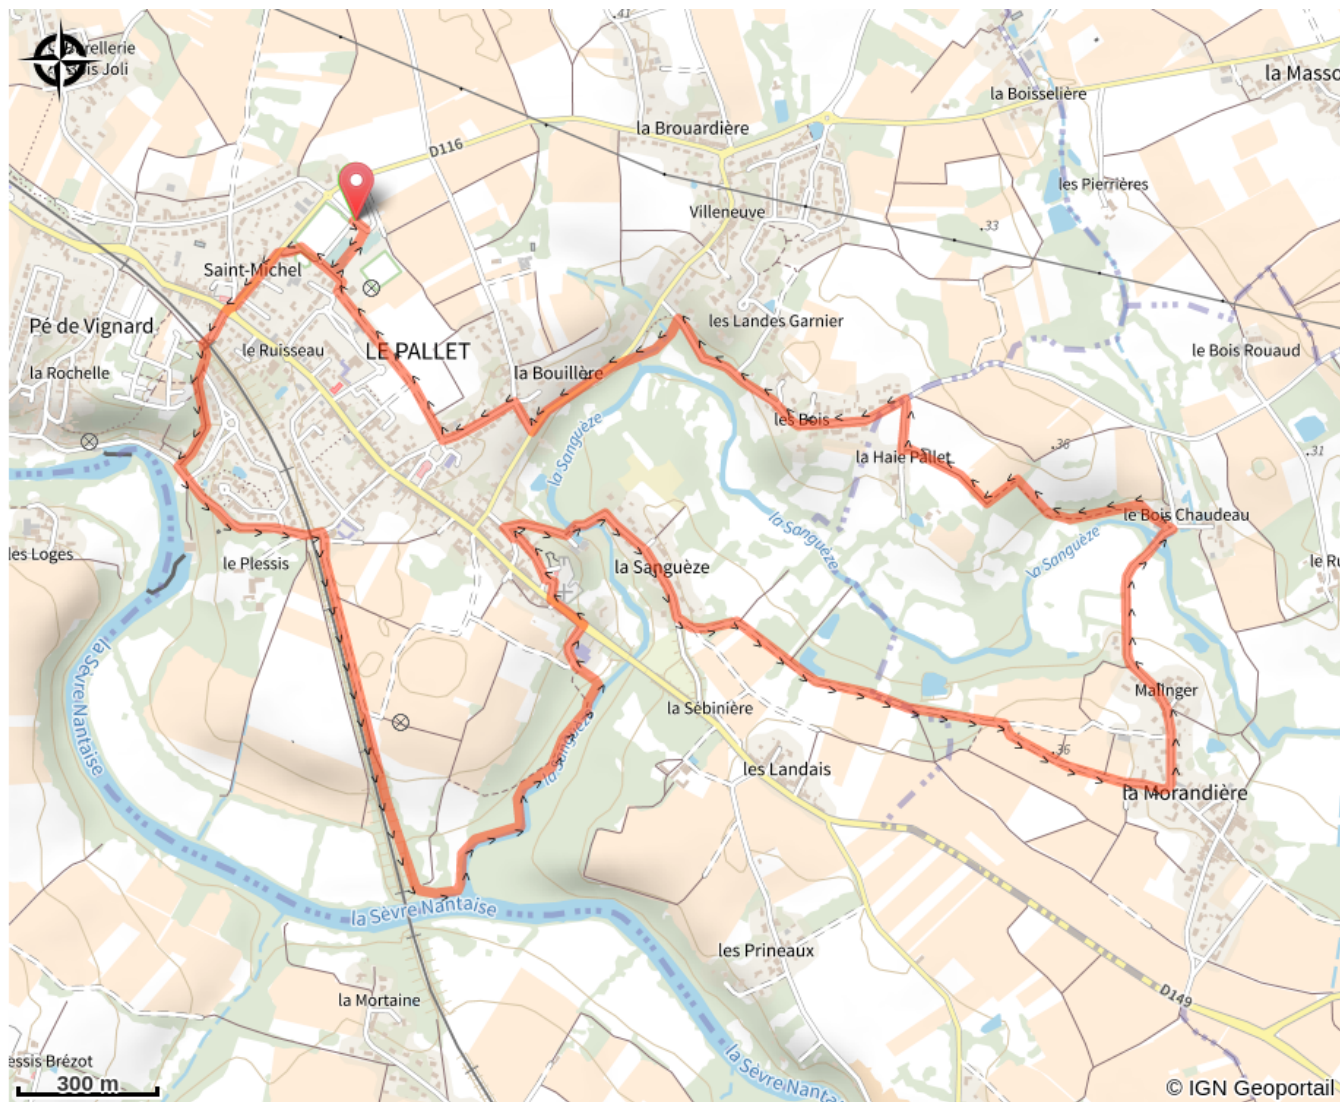 41
la Masso
la Boisselière
la Brouardière
D116
les Pierrières
Villeneuve
33
Saint-Michel
Pé de Vignard
les Landes Garnier
le Ruisseau
LE PALLET
le Bois Rouaud
la Rochelle
la Bouillère
les Bois
la Sanguèze
36
la Haie Pallet
31
le Bois Chaudeau
la Sanguèze
la Sanguèze
les Loges
le Plessis
la Sanguèze
le Ru
la Sèvre Nantaise
Malinger
la Sébinière
la Sanguèze
36
les Landais
la Morandière
la Sèvre Nantaise
les Prineaux
la Mortaine
D149
essis Brézot
la Sèvre Nanta
300 m
© IGN Geoportail